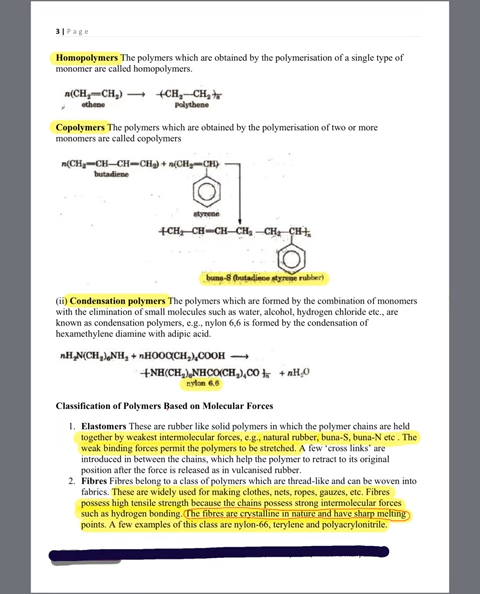 3 | P a g e
Homopolymers The polymers which are obtained by the polymerisation of a single type of
monomer are called homopolymers.
n(CH₂=CH₂) ⟶ –(CH₂—CH₂)–ₙ
ethene Polythene
Copolymers The polymers which are obtained by the polymerisation of two or more
monomers are called copolymers
n(CH₂=CH—CH=CH₂) + n(CH₂=CH)
butadiene
styrene
–[CH₂—CH=CH—CH₂—CH₂—CH]–ₙ
buna-S (butadiene styrene rubber)
(ii) Condensation polymers The polymers which are formed by the combination of monomers
with the elimination of small molecules such as water, alcohol, hydrogen chloride etc., are
known as condensation polymers, e.g., nylon 6,6 is formed by the condensation of
hexamethylene diamine with adipic acid.
nH₂N(CH₂)₆NH₂ + nHOOC(CH₂)₄COOH ⟶
–[NH(CH₂)₆NHCO(CH₂)₄CO]–ₙ + nH₂O
nylon 6,6
Classification of Polymers Based on Molecular Forces
1. Elastomers These are rubber like solid polymers in which the polymer chains are held
together by weakest intermolecular forces, e.g., natural rubber, buna-S, buna-N etc . The
weak binding forces permit the polymers to be stretched. A few ‘cross links’ are
introduced in between the chains, which help the polymer to retract to its original
position after the force is released as in vulcanised rubber.
2. Fibres Fibres belong to a class of polymers which are thread-like and can be woven into
fabrics. These are widely used for making clothes, nets, ropes, gauzes, etc. Fibres
possess high tensile strength because the chains possess strong intermolecular forces
such as hydrogen bonding. The fibres are crystalline in nature and have sharp melting
points. A few examples of this class are nylon-66, terylene and polyacrylonitrile.